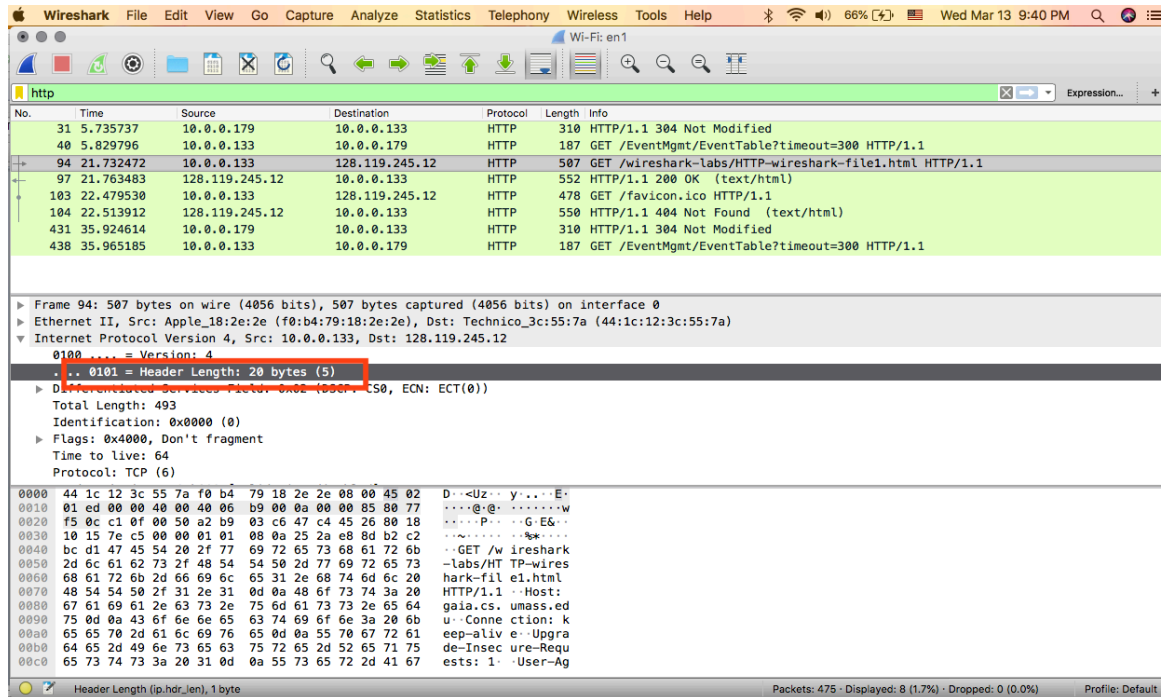 Wireshark File Edit View Go Capture Analyze Statistics Telephony Wireless Tools Help 66% Wed Mar 13 9:40 PM
Wi-Fi: en1
http Expression... +
No. Time Source Destination Protocol Length Info
31 5.735737 10.0.0.179 10.0.0.133 HTTP 310 HTTP/1.1 304 Not Modified
40 5.829796 10.0.0.133 10.0.0.179 HTTP 187 GET /EventMgmt/EventTable?timeout=300 HTTP/1.1
94 21.732472 10.0.0.133 128.119.245.12 HTTP 507 GET /wireshark-labs/HTTP-wireshark-file1.html HTTP/1.1
97 21.763483 128.119.245.12 10.0.0.133 HTTP 552 HTTP/1.1 200 OK (text/html)
103 22.479530 10.0.0.133 128.119.245.12 HTTP 478 GET /favicon.ico HTTP/1.1
104 22.513912 128.119.245.12 10.0.0.133 HTTP 550 HTTP/1.1 404 Not Found (text/html)
431 35.924614 10.0.0.179 10.0.0.133 HTTP 310 HTTP/1.1 304 Not Modified
438 35.965185 10.0.0.133 10.0.0.179 HTTP 187 GET /EventMgmt/EventTable?timeout=300 HTTP/1.1
Frame 94: 507 bytes on wire (4056 bits), 507 bytes captured (4056 bits) on interface 0
Ethernet II, Src: Apple_18:2e:2e (f0:b4:79:18:2e:2e), Dst: Technico_3c:55:7a (44:1c:12:3c:55:7a)
Internet Protocol Version 4, Src: 10.0.0.133, Dst: 128.119.245.12
0100 .... = Version: 4
.... 0101 = Header Length: 20 bytes (5)
Differentiated Services Field: 0x02 (DSCP: CS0, ECN: ECT(0))
Total Length: 493
Identification: 0x0000 (0)
Flags: 0x4000, Don't fragment
Time to live: 64
Protocol: TCP (6)
0000 44 1c 12 3c 55 7a f0 b4 79 18 2e 2e 08 00 45 02 D··<Uz·· y·..··E·
0010 01 ed 00 00 40 00 40 06 b9 00 0a 00 00 85 80 77 ····@·@· ·······w
0020 f5 0c c1 0f 00 50 a2 b9 03 c6 47 c4 45 26 80 18 ·····P·· ··G·E&··
0030 10 15 7e c5 00 00 01 01 08 0a 25 2a e8 8d b2 c2 ··~····· ··%*····
0040 bc d1 47 45 54 20 2f 77 69 72 65 73 68 61 72 6b ··GET /w ireshark
0050 2d 6c 61 62 73 2f 48 54 54 50 2d 77 69 72 65 73 -labs/HT TP-wires
0060 68 61 72 6b 2d 66 69 6c 65 31 2e 68 74 6d 6c 20 hark-fil e1.html
0070 48 54 54 50 2f 31 2e 31 0d 0a 48 6f 73 74 3a 20 HTTP/1.1 ··Host:
0080 67 61 69 61 2e 63 73 2e 75 6d 61 73 73 2e 65 64 gaia.cs. umass.ed
0090 75 0d 0a 43 6f 6e 6e 65 63 74 69 6f 6e 3a 20 6b u··Conne ction: k
00a0 65 65 70 2d 61 6c 69 76 65 0d 0a 55 70 67 72 61 eep-aliv e··Upgra
00b0 64 65 2d 49 6e 73 65 63 75 72 65 2d 52 65 71 75 de-Insec ure-Requ
00c0 65 73 74 73 3a 20 31 0d 0a 55 73 65 72 2d 41 67 ests: 1· ·User-Ag
Header Length (ip.hdr_len), 1 byte Packets: 475 · Displayed: 8 (1.7%) · Dropped: 0 (0.0%) Profile: Default